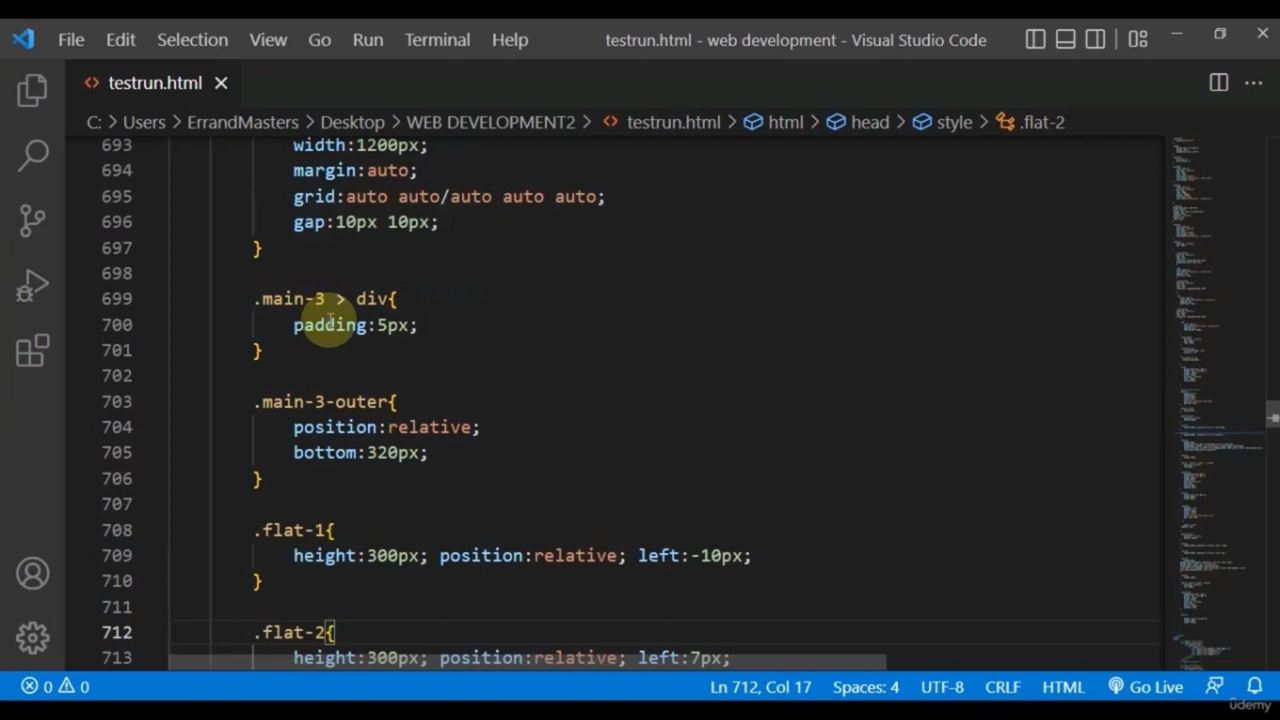 File Edit Selection View Go Run Terminal Help testrun.html - web development - Visual Studio Code
testrun.html
C: > Users > ErrandMasters > Desktop > WEB DEVELOPMENT2 > testrun.html > html > head > style > .flat-2
693 width:1200px;
694 margin:auto;
695 grid:auto auto/auto auto auto;
696 gap:10px 10px;
697 }
698
699 .main-3 > div{
700 padding:5px;
701 }
702
703 .main-3-outer{
704 position:relative;
705 bottom:320px;
706 }
707
708 .flat-1{
709 height:300px; position:relative; left:-10px;
710 }
711
712 .flat-2{
713 height:300px; position:relative; left:7px;
0 0 Ln 712, Col 17 Spaces: 4 UTF-8 CRLF HTML Go Live
ûdemy